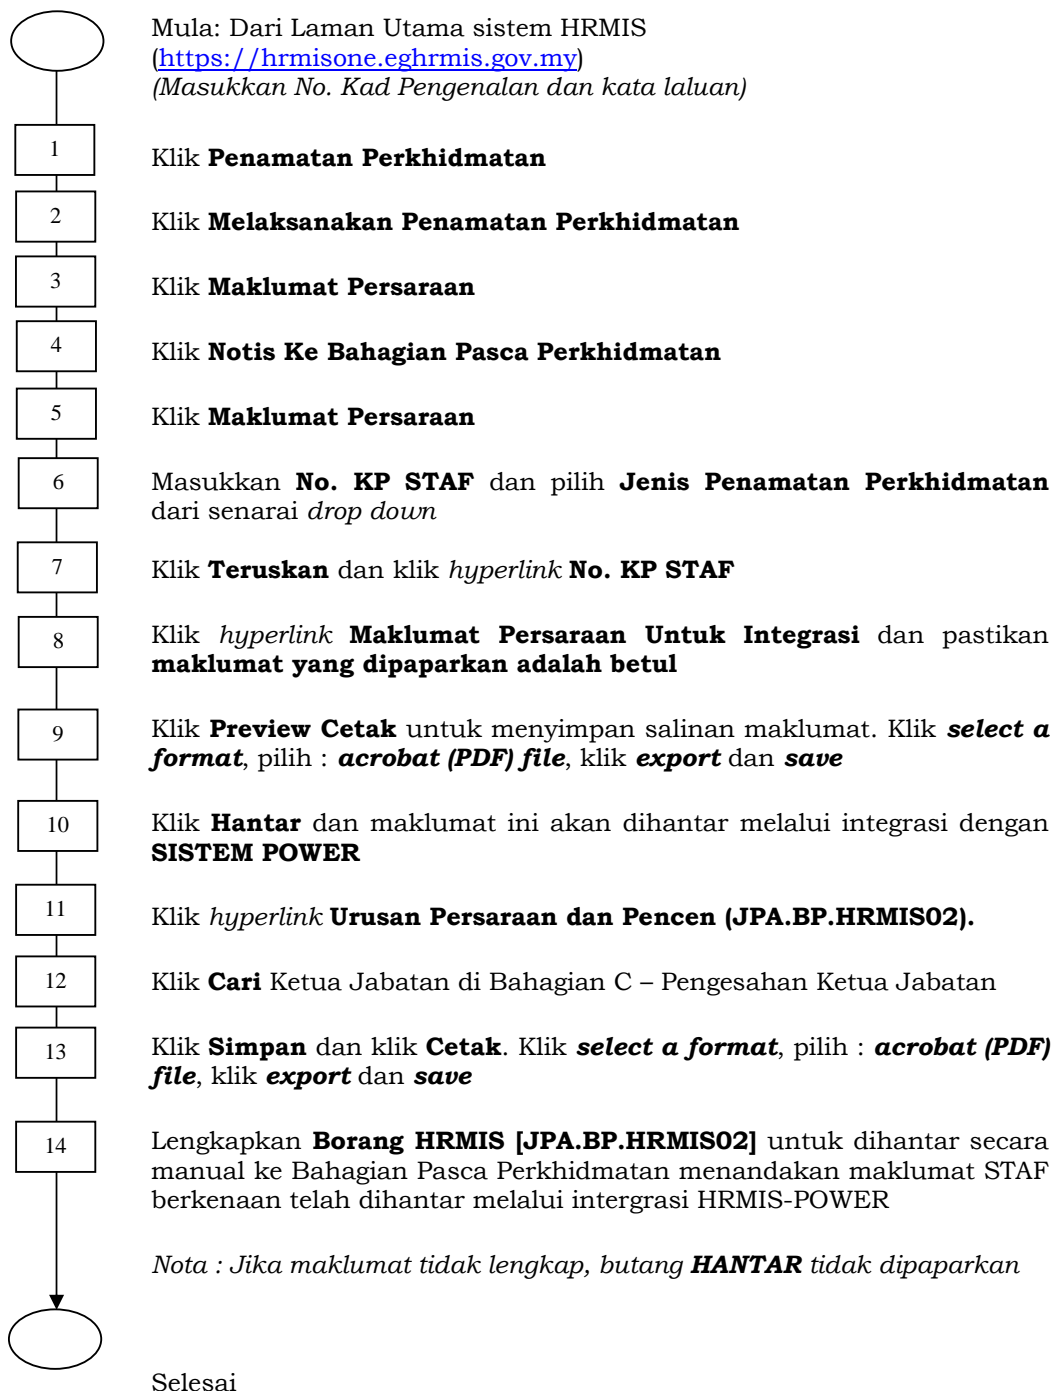 Mula: Dari Laman Utama sistem HRMIS
(https://hrmisone.eghrmis.gov.my)
(Masukkan No. Kad Pengenalan dan kata laluan)
1
Klik Penamatan Perkhidmatan
2
Klik Melaksanakan Penamatan Perkhidmatan
3
Klik Maklumat Persaraan
4
Klik Notis Ke Bahagian Pasca Perkhidmatan
5
Klik Maklumat Persaraan
6
Masukkan No. KP STAF dan pilih Jenis Penamatan Perkhidmatan
dari senarai drop down
7
Klik Teruskan dan klik hyperlink No. KP STAF
8
Klik hyperlink Maklumat Persaraan Untuk Integrasi dan pastikan
maklumat yang dipaparkan adalah betul
9
Klik Preview Cetak untuk menyimpan salinan maklumat. Klik select a
format, pilih : acrobat (PDF) file, klik export dan save
10
Klik Hantar dan maklumat ini akan dihantar melalui integrasi dengan
SISTEM POWER
11
Klik hyperlink Urusan Persaraan dan Pencen (JPA.BP.HRMIS02).
12
Klik Cari Ketua Jabatan di Bahagian C – Pengesahan Ketua Jabatan
13
Klik Simpan dan klik Cetak. Klik select a format, pilih : acrobat (PDF)
file, klik export dan save
14
Lengkapkan Borang HRMIS [JPA.BP.HRMIS02] untuk dihantar secara
manual ke Bahagian Pasca Perkhidmatan menandakan maklumat STAF
berkenaan telah dihantar melalui intergrasi HRMIS-POWER
Nota : Jika maklumat tidak lengkap, butang HANTAR tidak dipaparkan
Selesai